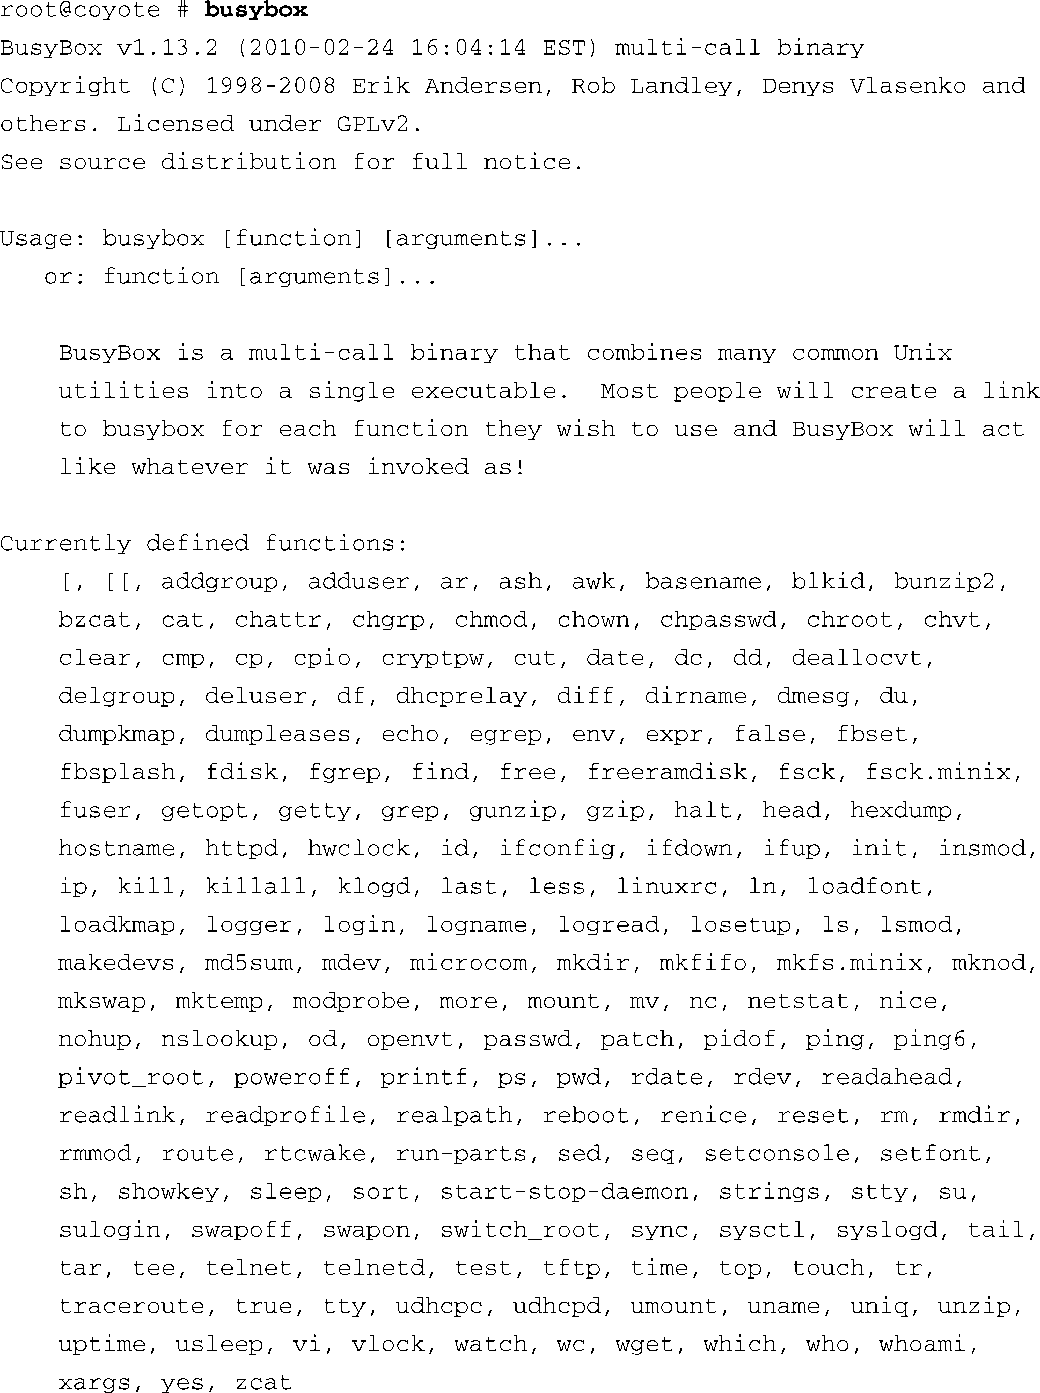 root@coyote # busybox
BusyBox v1.13.2 (2010-02-24 16:04:14 EST) multi-call binary
Copyright (C) 1998-2008 Erik Andersen, Rob Landley, Denys Vlasenko and
others. Licensed under GPLv2.
See source distribution for full notice.

Usage: busybox [function] [arguments]...
   or: function [arguments]...

    BusyBox is a multi-call binary that combines many common Unix
    utilities into a single executable.  Most people will create a link
    to busybox for each function they wish to use and BusyBox will act
    like whatever it was invoked as!

Currently defined functions:
    [, [[, addgroup, adduser, ar, ash, awk, basename, blkid, bunzip2,
    bzcat, cat, chattr, chgrp, chmod, chown, chpasswd, chroot, chvt,
    clear, cmp, cp, cpio, cryptpw, cut, date, dc, dd, deallocvt,
    delgroup, deluser, df, dhcprelay, diff, dirname, dmesg, du,
    dumpkmap, dumpleases, echo, egrep, env, expr, false, fbset,
    fbsplash, fdisk, fgrep, find, free, freeramdisk, fsck, fsck.minix,
    fuser, getopt, getty, grep, gunzip, gzip, halt, head, hexdump,
    hostname, httpd, hwclock, id, ifconfig, ifdown, ifup, init, insmod,
    ip, kill, killall, klogd, last, less, linuxrc, ln, loadfont,
    loadkmap, logger, login, logname, logread, losetup, ls, lsmod,
    makedevs, md5sum, mdev, microcom, mkdir, mkfifo, mkfs.minix, mknod,
    mkswap, mktemp, modprobe, more, mount, mv, nc, netstat, nice,
    nohup, nslookup, od, openvt, passwd, patch, pidof, ping, ping6,
    pivot_root, poweroff, printf, ps, pwd, rdate, rdev, readahead,
    readlink, readprofile, realpath, reboot, renice, reset, rm, rmdir,
    rmmod, route, rtcwake, run-parts, sed, seq, setconsole, setfont,
    sh, showkey, sleep, sort, start-stop-daemon, strings, stty, su,
    sulogin, swapoff, swapon, switch_root, sync, sysctl, syslogd, tail,
    tar, tee, telnet, telnetd, test, tftp, time, top, touch, tr,
    traceroute, true, tty, udhcpc, udhcpd, umount, uname, uniq, unzip,
    uptime, usleep, vi, vlock, watch, wc, wget, which, who, whoami,
    xargs, yes, zcat